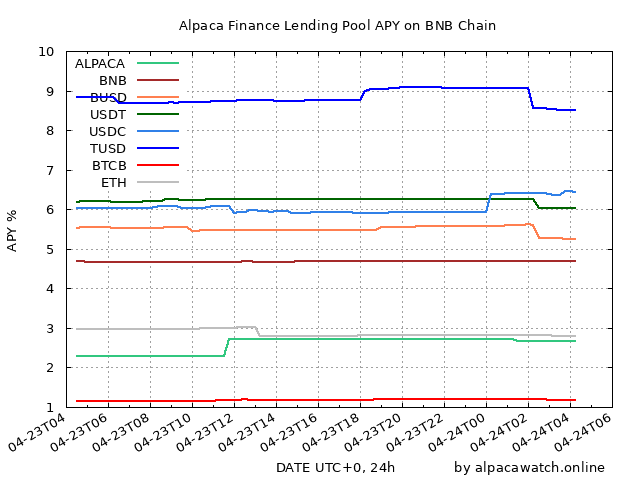 Alpaca Finance Lending Pool APY on BNB Chain
10
9
8
7
6
5
4
3
2
1
APY %
ALPACA
BNB
BUSD
USDT
USDC
TUSD
BTCB
ETH
04-23T04
04-23T06
04-23T08
04-23T10
04-23T12
04-23T14
04-23T16
04-23T18
04-23T20
04-23T22
04-24T00
04-24T02
04-24T04
04-24T06
DATE UTC+0, 24h
by alpacawatch.online